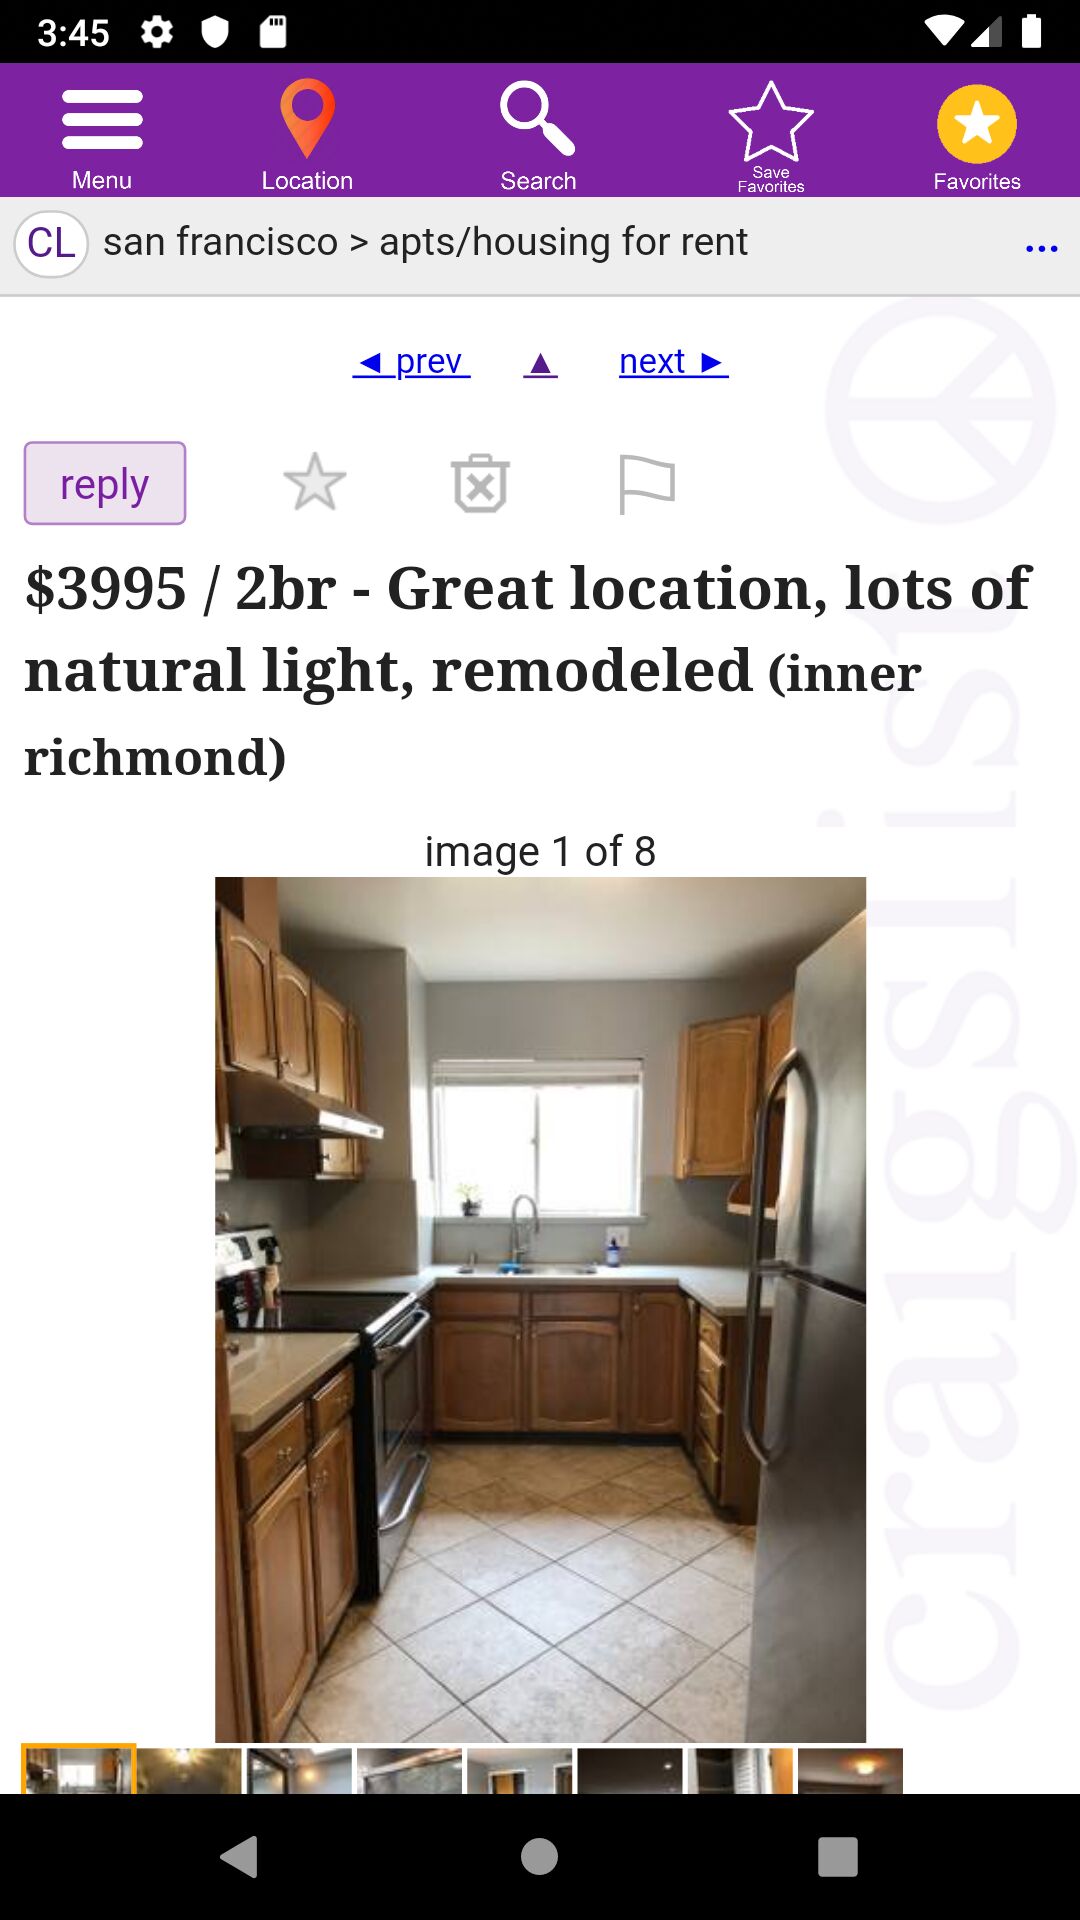 3:45
Menu
Location
Search
Save
Favorites
Favorites
CL san francisco > apts/housing for rent ...
◄ prev ▲ next ►
reply
$3995 / 2br - Great location, lots of
natural light, remodeled (inner
richmond)
image 1 of 8
craigslist